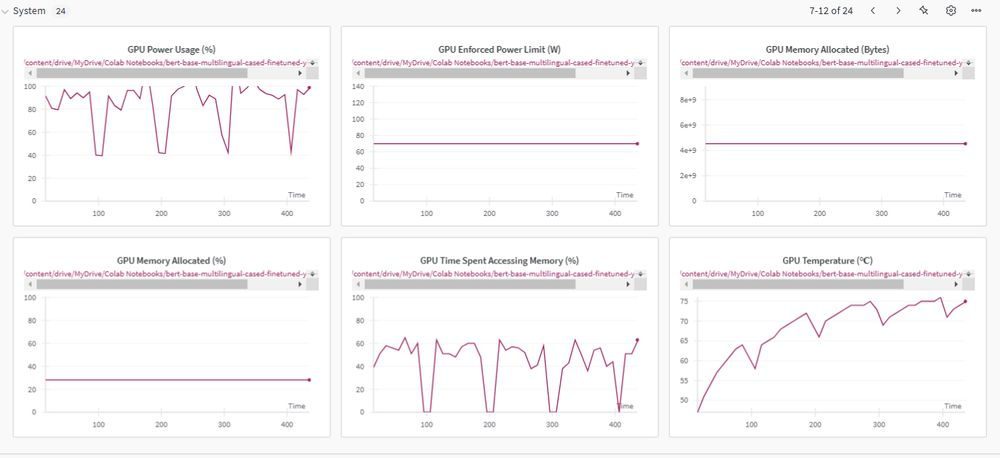 System 24
7-12 of 24
GPU Power Usage (%)
'content/drive/MyDrive/Colab Notebooks/bert-base-multilingual-cased-finetuned-y
100
80
60
40
20
0
Time
100 200 300 400
GPU Enforced Power Limit (W)
'content/drive/MyDrive/Colab Notebooks/bert-base-multilingual-cased-finetuned-y
140
120
100
80
60
40
20
0
Time
100 200 300 400
GPU Memory Allocated (Bytes)
'content/drive/MyDrive/Colab Notebooks/bert-base-multilingual-cased-finetuned-y
8e+9
6e+9
4e+9
2e+9
0
Time
100 200 300 400
GPU Memory Allocated (%)
'content/drive/MyDrive/Colab Notebooks/bert-base-multilingual-cased-finetuned-y
100
80
60
40
20
0
Time
100 200 300 400
GPU Time Spent Accessing Memory (%)
'content/drive/MyDrive/Colab Notebooks/bert-base-multilingual-cased-finetuned-y
100
80
60
40
20
0
Time
100 200 300 400
GPU Temperature (℃)
'content/drive/MyDrive/Colab Notebooks/bert-base-multilingual-cased-finetuned-y
75
70
65
60
55
50
Time
100 200 300 400